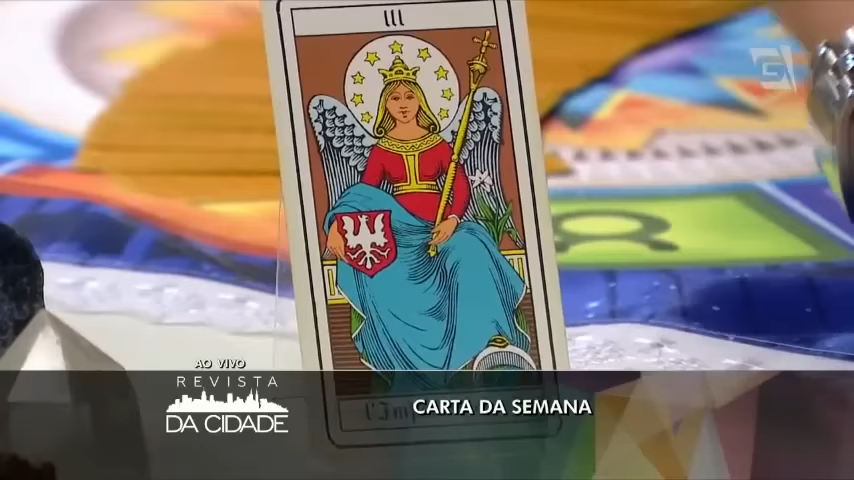 III
AO VIVO
REVISTA
DA CIDADE
CARTA DA SEMANA